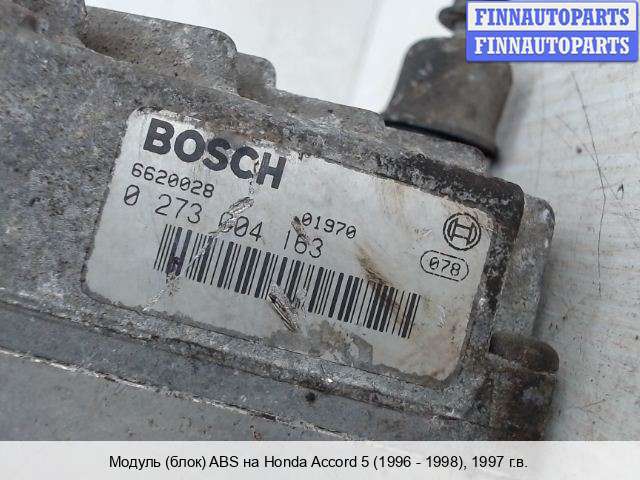 FINNAUTOPARTS
FINNAUTOPARTS
BOSCH
6620028 01970
0 273 004 163
078
Модуль (блок) ABS на Honda Accord 5 (1996 - 1998), 1997 г.в.